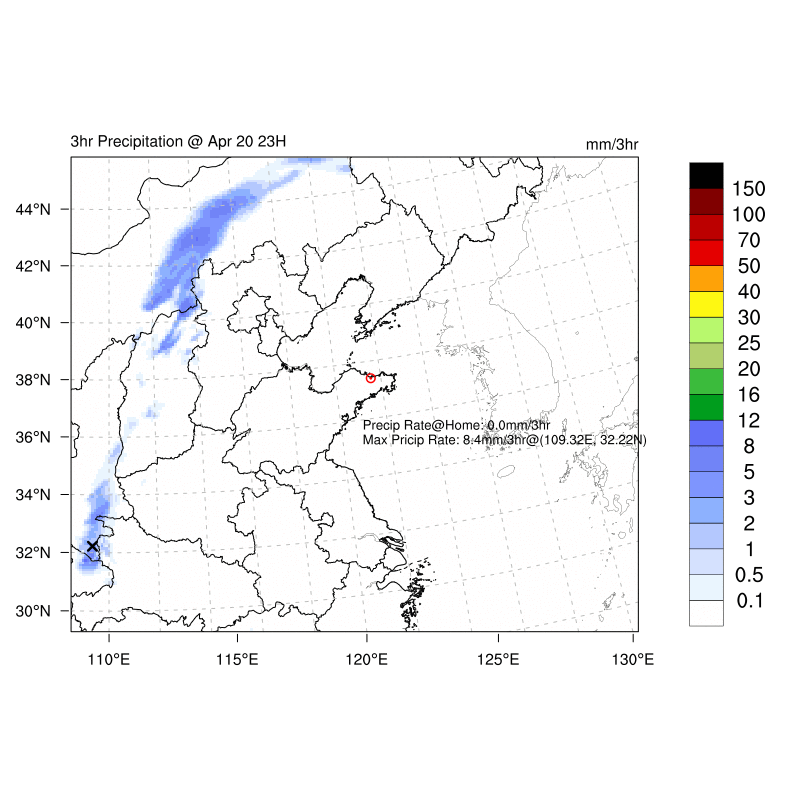 3hr Precipitation @ Apr 20 23H
mm/3hr
44°N
42°N
40°N
38°N
36°N
34°N
32°N
30°N
110°E
115°E
120°E
125°E
130°E
Precip Rate@Home: 0.0mm/3hr
Max Pricip Rate: 8.4mm/3hr@(109.32E, 32.22N)
150
100
70
50
40
30
25
20
16
12
8
5
3
2
1
0.5
0.1